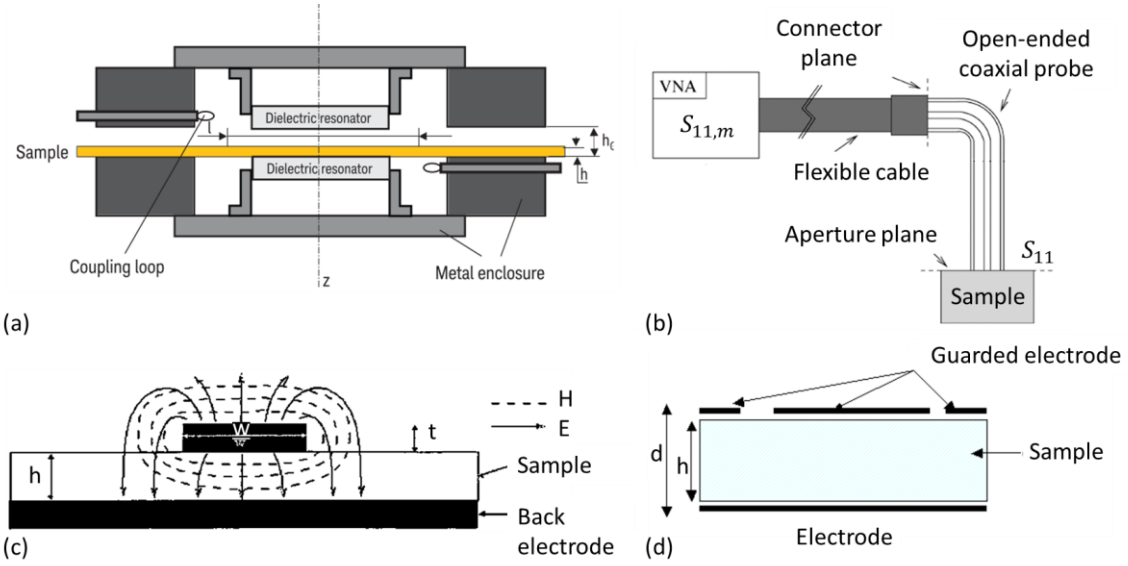 Dielectric resonator
l
Sample
h
Dielectric resonator
h
Coupling loop
Metal enclosure
z
(a)
Connector
plane
Open-ended
coaxial probe
VNA
S11,m
Flexible cable
Aperture plane
S11
Sample
(b)
W
t
H
E
h
Sample
Back
electrode
(c)
Guarded electrode
d
h
Sample
Electrode
(d)